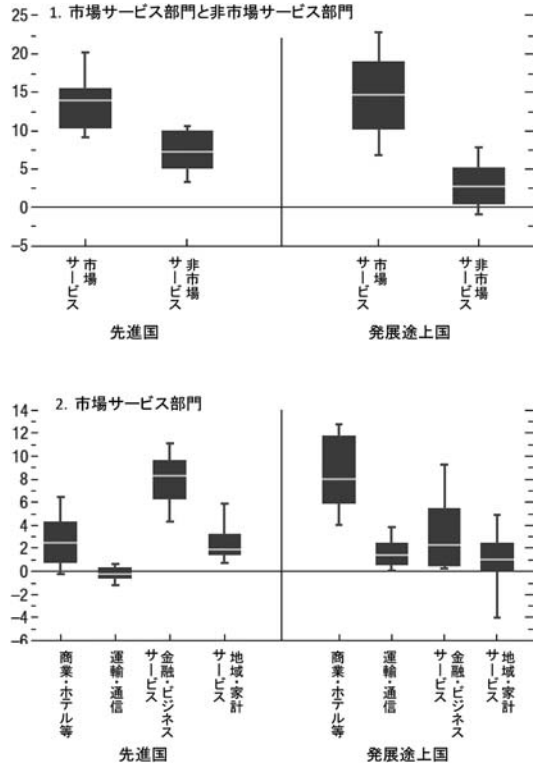 1. 市場サービス部門と非市場サービス部門
25
20
15
10
5
0
−5
市場サービス
非市場サービス
市場サービス
非市場サービス
先進国
発展途上国
2. 市場サービス部門
14
12
10
8
6
4
2
0
−2
−4
−6
商業・ホテル等
運輸・通信
金融・ビジネスサービス
地域・家計サービス
商業・ホテル等
運輸・通信
金融・ビジネスサービス
地域・家計サービス
先進国
発展途上国